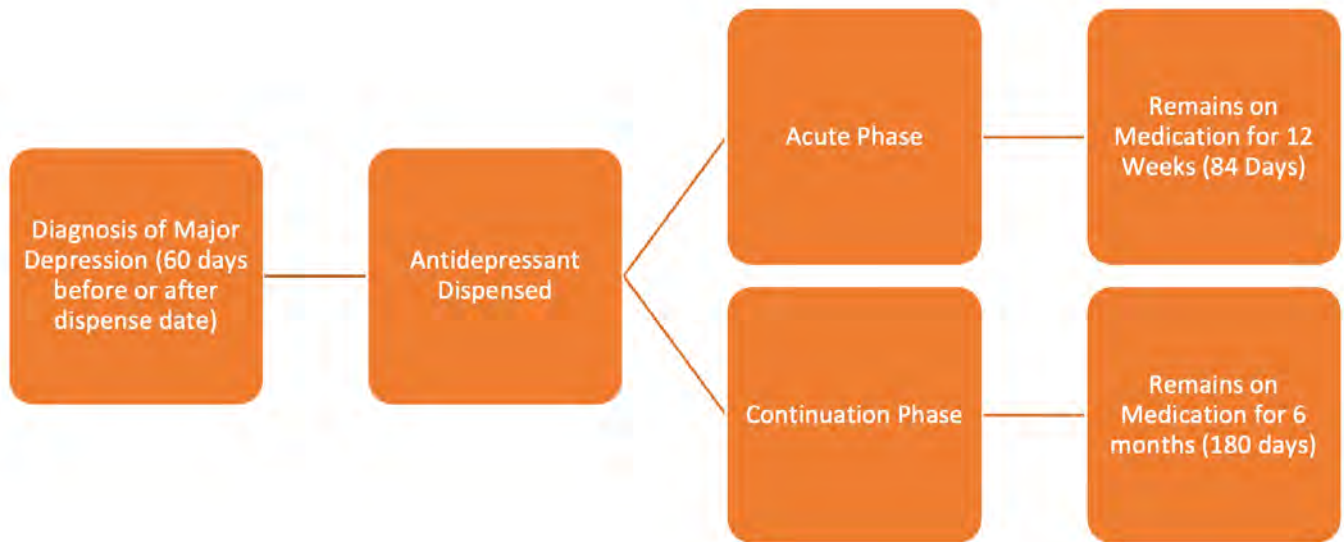 Diagnosis of Major
Depression (60 days
before or after
dispense date)
Antidepressant
Dispensed
Acute Phase
Remains on
Medication for 12
Weeks (84 Days)
Continuation Phase
Remains on
Medication for 6
months (180 days)